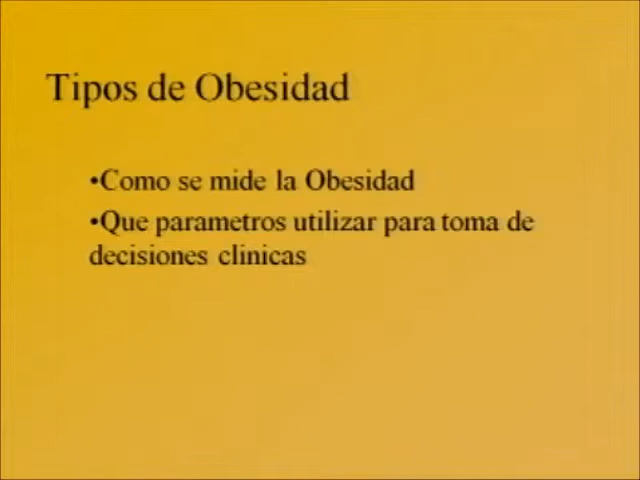 Tipos de Obesidad
•Como se mide la Obesidad
•Que parametros utilizar para toma de
decisiones clinicas